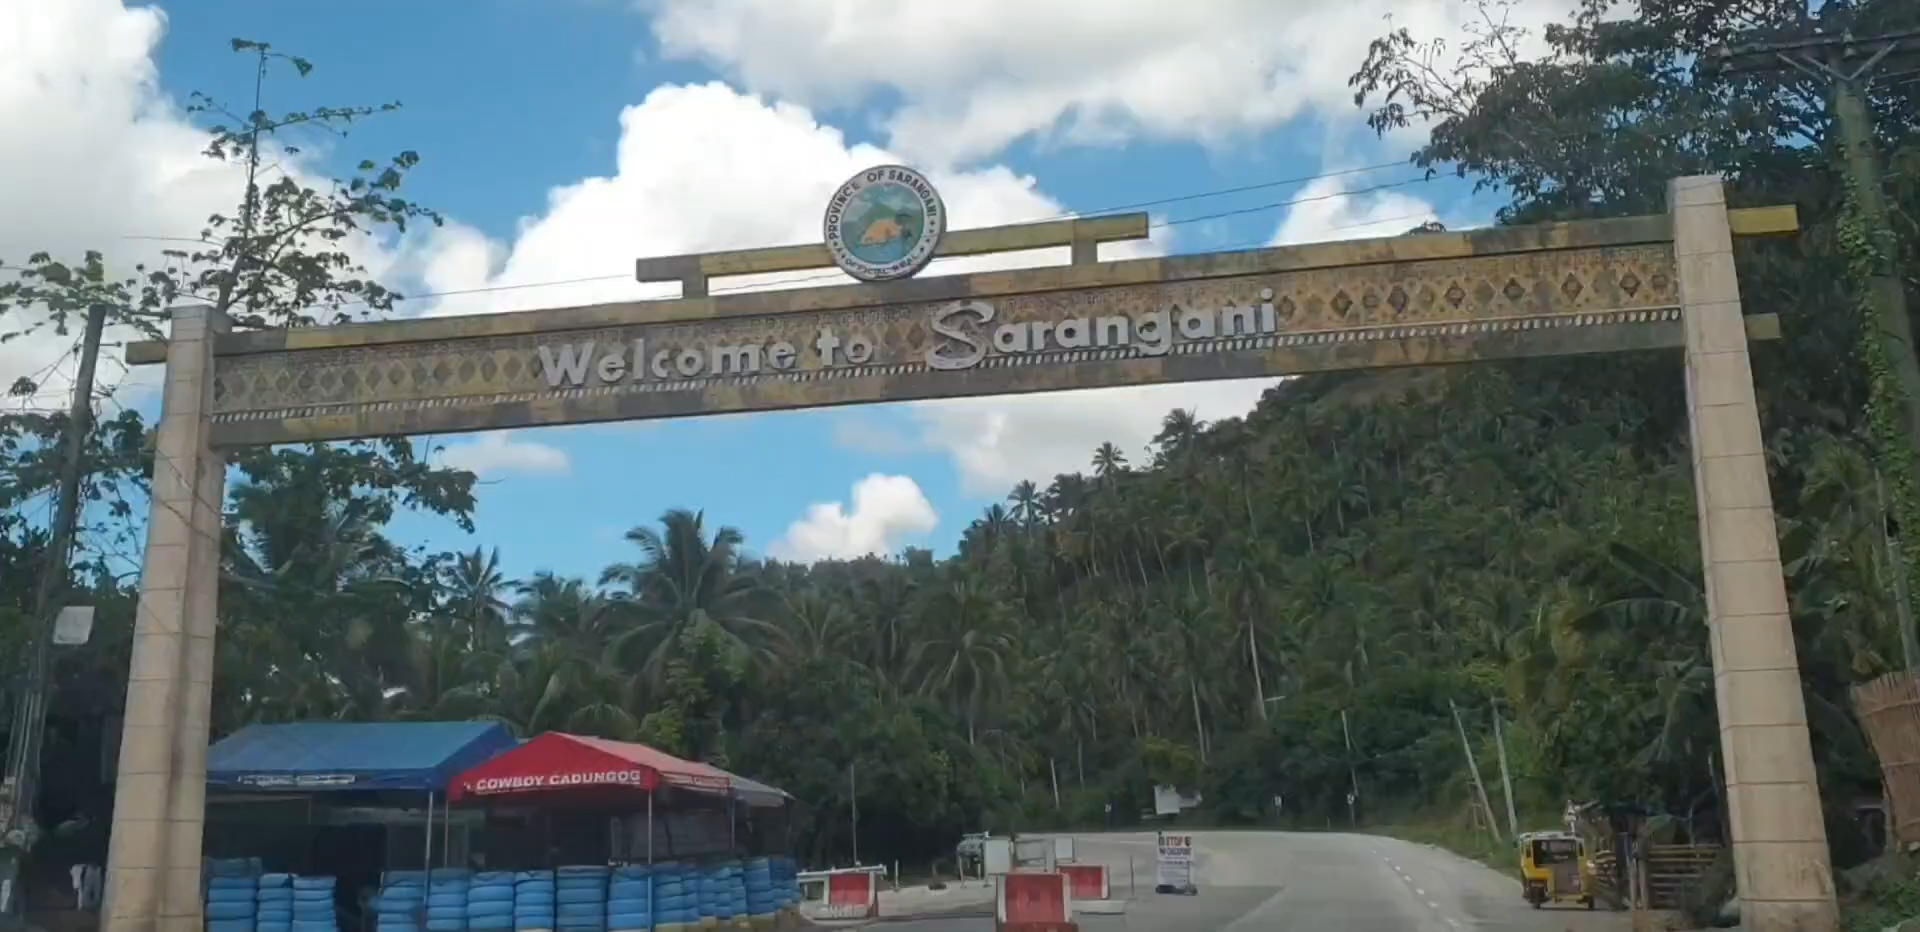 PROVINCE OF SARANGANI
OFFICIAL SEAL
Welcome to Sarangani
COWBOY CADUNGOG
STOP